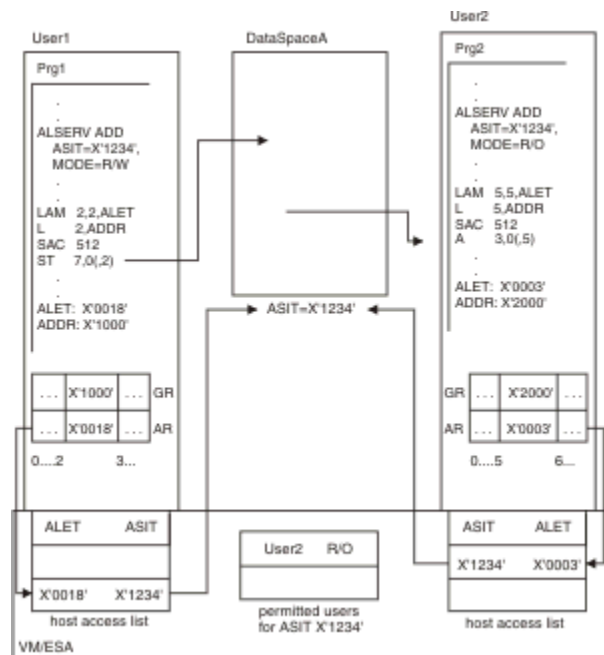 User1
Prg1
.
.
ALSERV ADD
ASIT=X'1234',
MODE=R/W
.
.
LAM 2,2,ALET
L 2,ADDR
SAC 512
ST 7,0(,2)
.
.
ALET: X'0018'
ADDR: X'1000'
... X'1000' ... GR
... X'0018' ... AR
0....2 3...
DataSpaceA
ASIT=X'1234'
User2
Prg2
.
.
ALSERV ADD
ASIT=X'1234',
MODE=R/O
.
.
LAM 5,5,ALET
L 5,ADDR
SAC 512
A 3,0(,5)
.
.
ALET: X'0003'
ADDR: X'2000'
GR ... X'2000' ...
AR ... X'0003' ...
0....5 6...
ALET ASIT
X'0018' X'1234'
host access list
User2 R/O
permitted users
for ASIT X'1234'
ASIT ALET
X'1234' X'0003'
host access list
VM/ESA